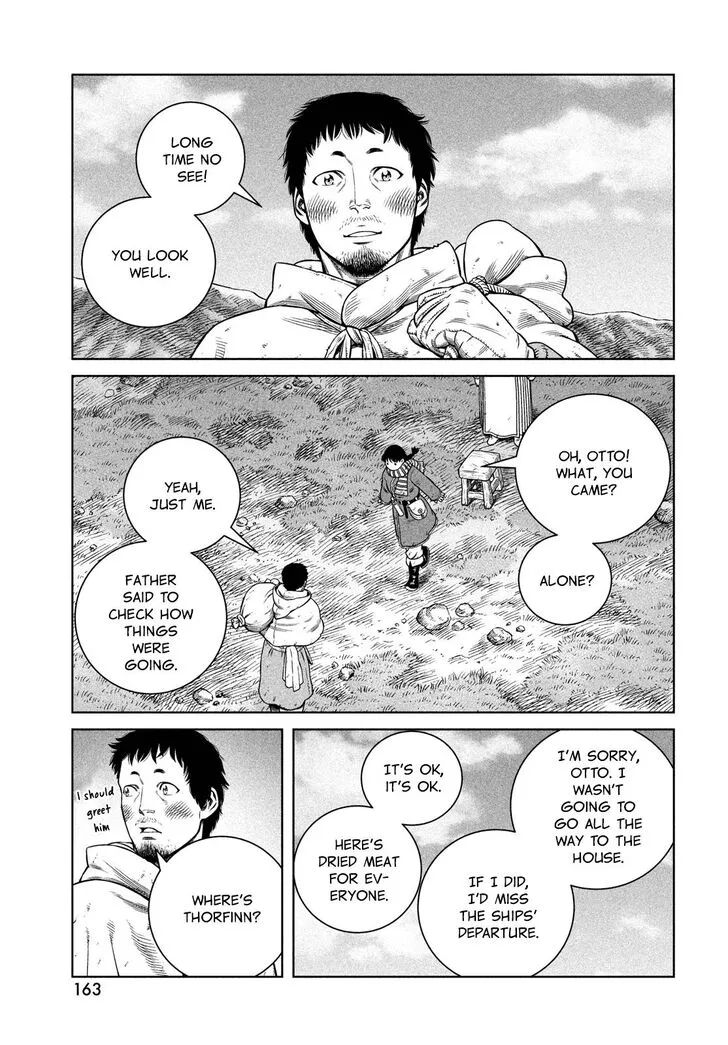 LONG
TIME NO
SEE!
YOU LOOK
WELL.
OH, OTTO!
WHAT, YOU
CAME?
ALONE?
YEAH,
JUST ME.
FATHER
SAID TO
CHECK HOW
THINGS
WERE
GOING.
I'M SORRY,
OTTO. I
WASN'T
GOING TO
GO ALL THE
WAY TO THE
HOUSE.
IF I DID,
I'D MISS
THE SHIPS'
DEPARTURE.
IT'S OK,
IT'S OK.
HERE'S
DRIED MEAT
FOR EV-
ERYONE.
WHERE'S
THORFINN?
I should
greet
him
163